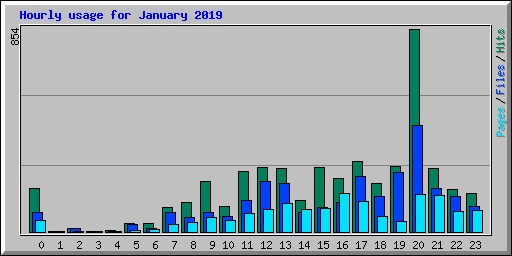 Hourly usage for January 2019
854
Pages / Files / Hits
0 1 2 3 4 5 6 7 8 9 10 11 12 13 14 15 16 17 18 19 20 21 22 23